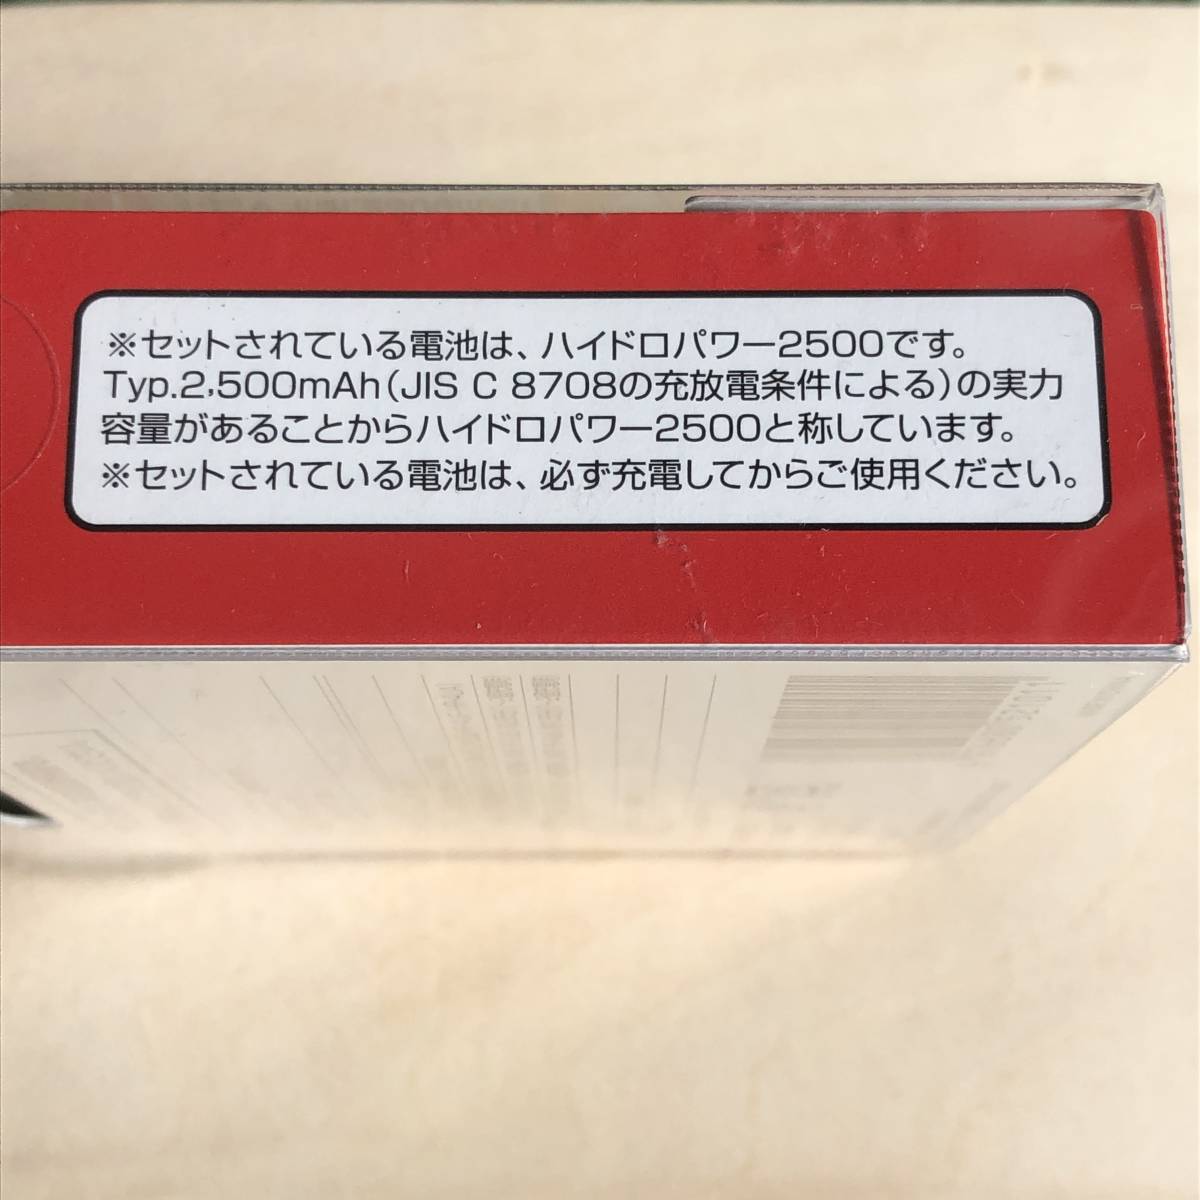 ※セットされている電池は、ハイドロパワー2500です。
Typ.2,500mAh(JIS C 8708の充放電条件による)の実力
容量があることからハイドロパワー2500と称しています。
※セットされている電池は、必ず充電してからご使用ください。